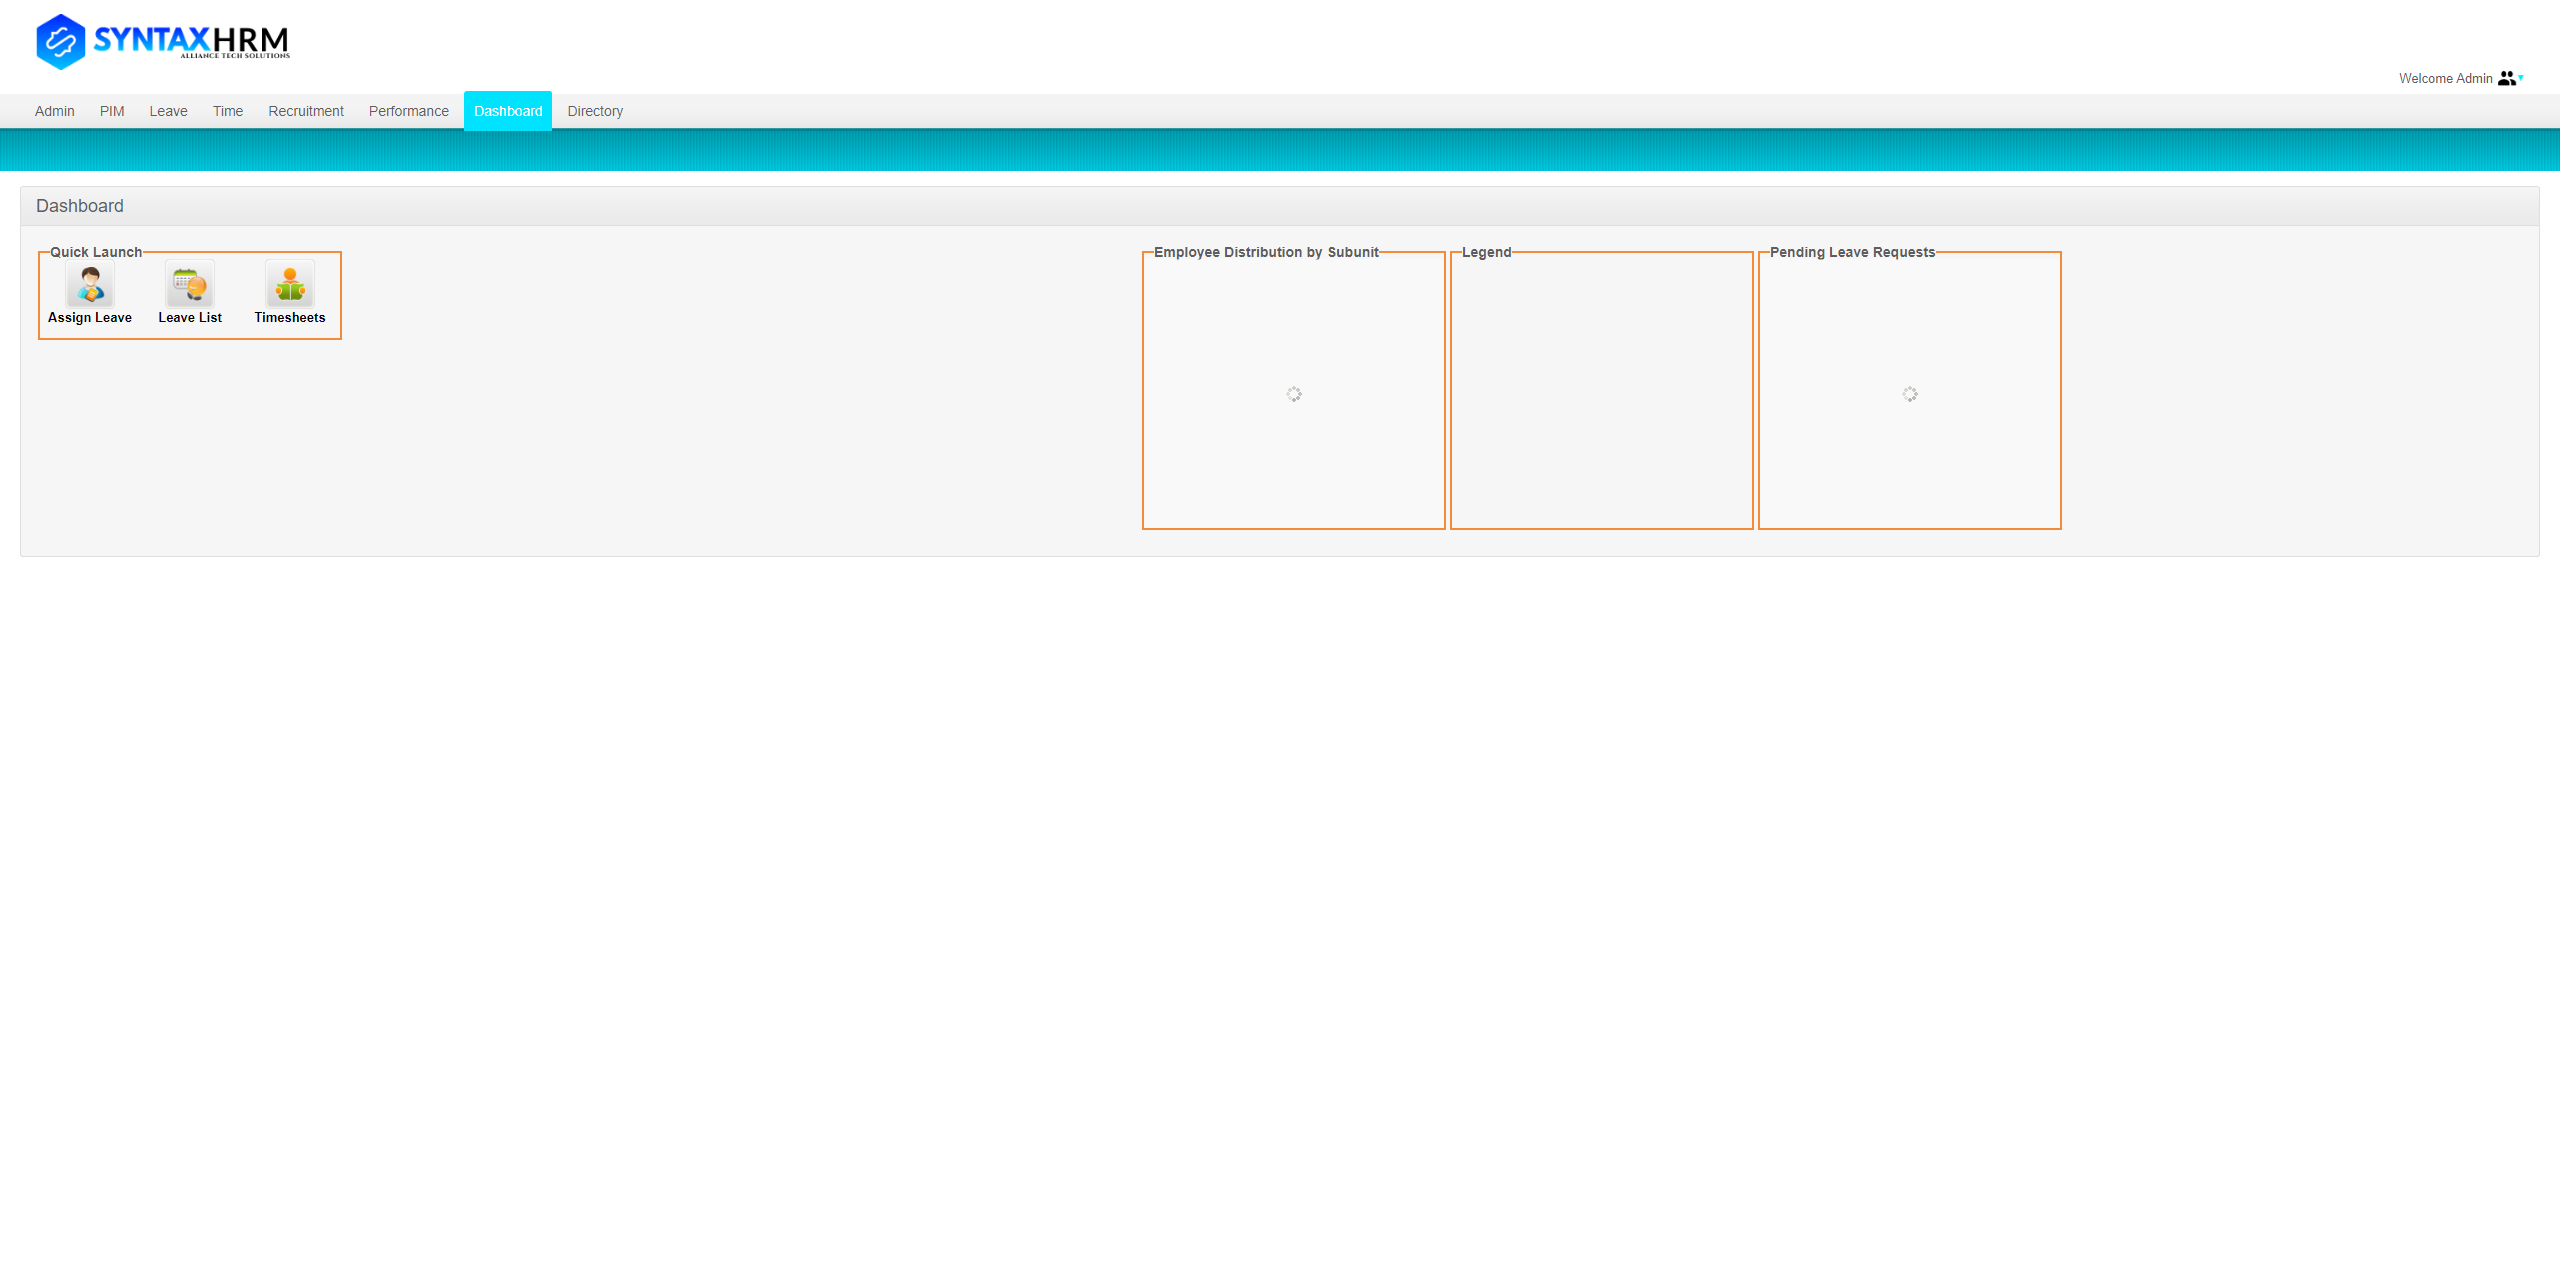 SYNTAXHRM
ALLIANCE TECH SOLUTIONS
Welcome Admin
Admin PIM Leave Time Recruitment Performance Dashboard Directory
Dashboard
Quick Launch
Assign Leave Leave List Timesheets
Employee Distribution by Subunit
Legend
Pending Leave Requests